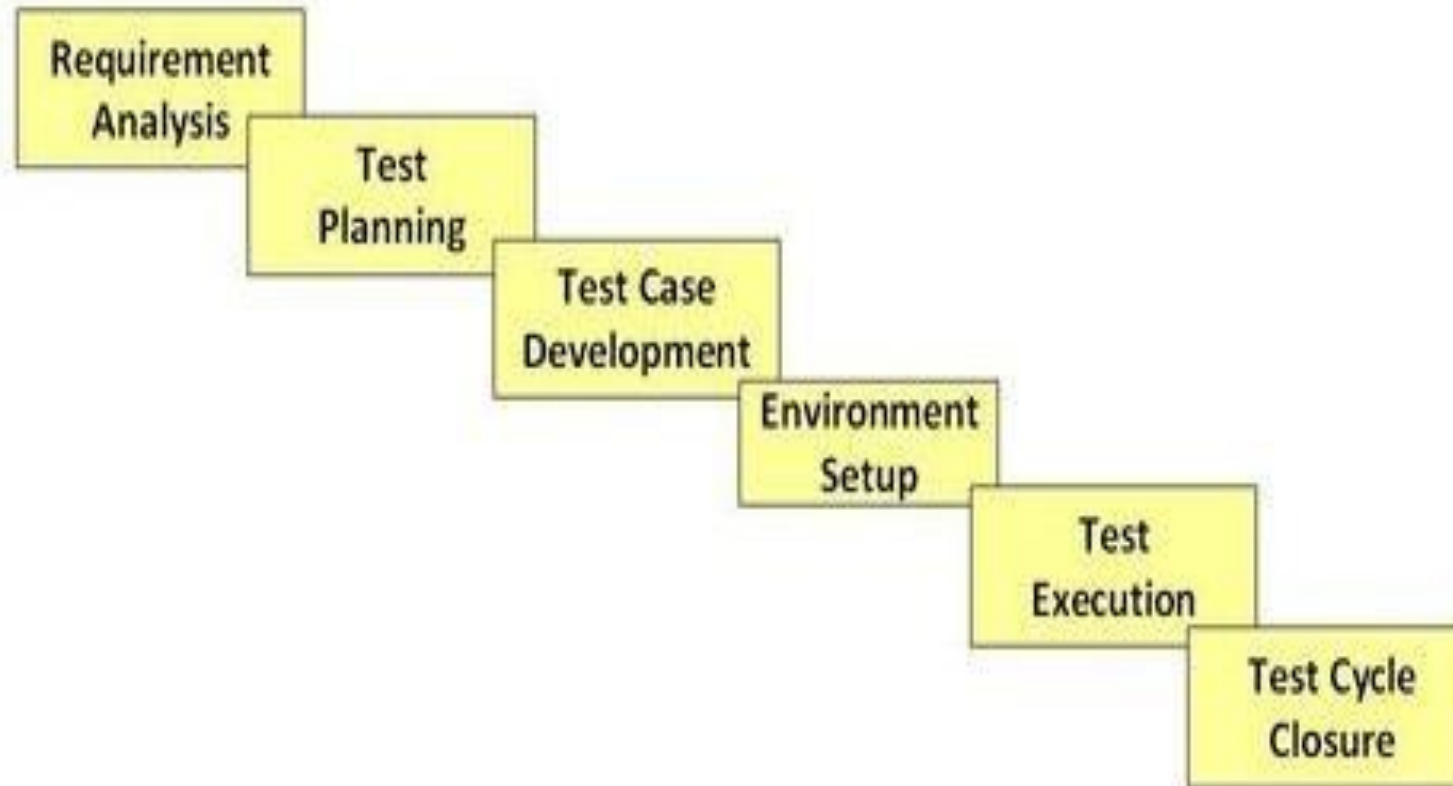 Requirement
Analysis
Test
Planning
Test Case
Development
Environment
Setup
Test
Execution
Test Cycle
Closure